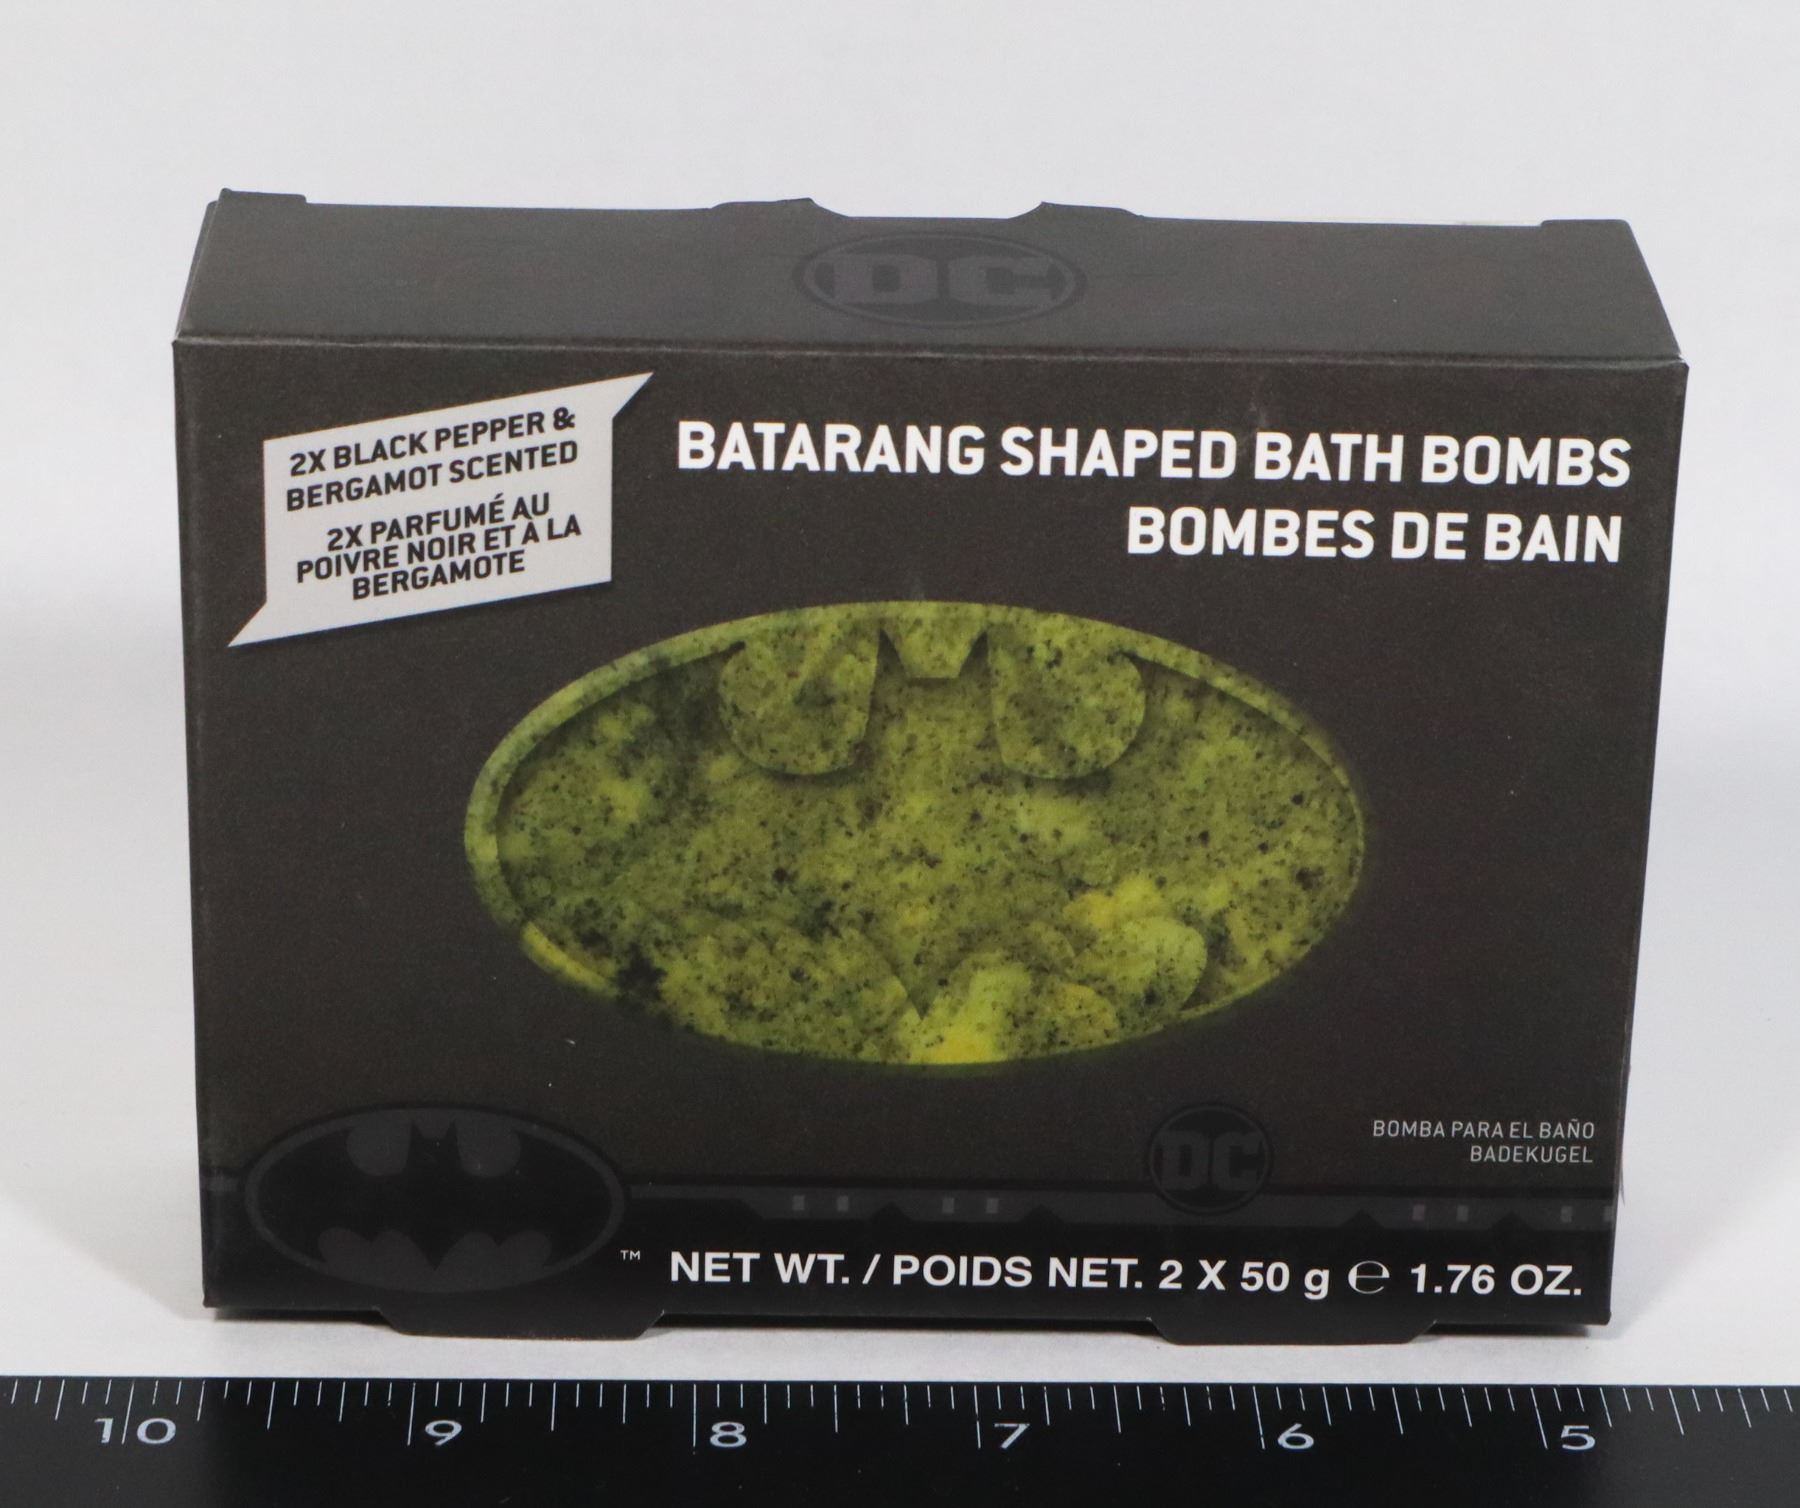 DC
2X BLACK PEPPER &
BERGAMOT SCENTED
2X PARFUMÉ AU
POIVRE NOIR ET À LA
BERGAMOTE
BATARANG SHAPED BATH BOMBS
BOMBES DE BAIN
DC
BOMBA PARA EL BAÑO
BADEKUGEL
™ NET WT. / POIDS NET. 2 X 50 g ℮ 1.76 OZ.
10 9 8 7 6 5